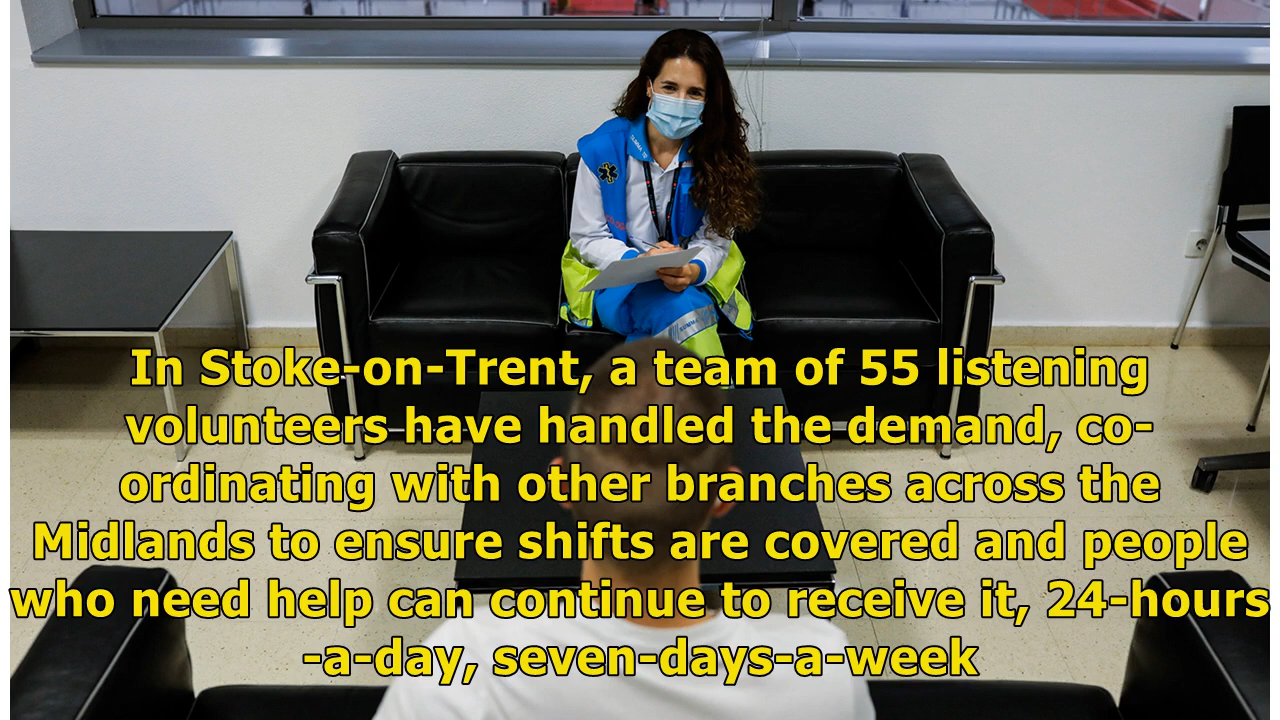 In Stoke-on-Trent, a team of 55 listening
volunteers have handled the demand, co-
ordinating with other branches across the
Midlands to ensure shifts are covered and people
who need help can continue to receive it, 24-hours
-a-day, seven-days-a-week